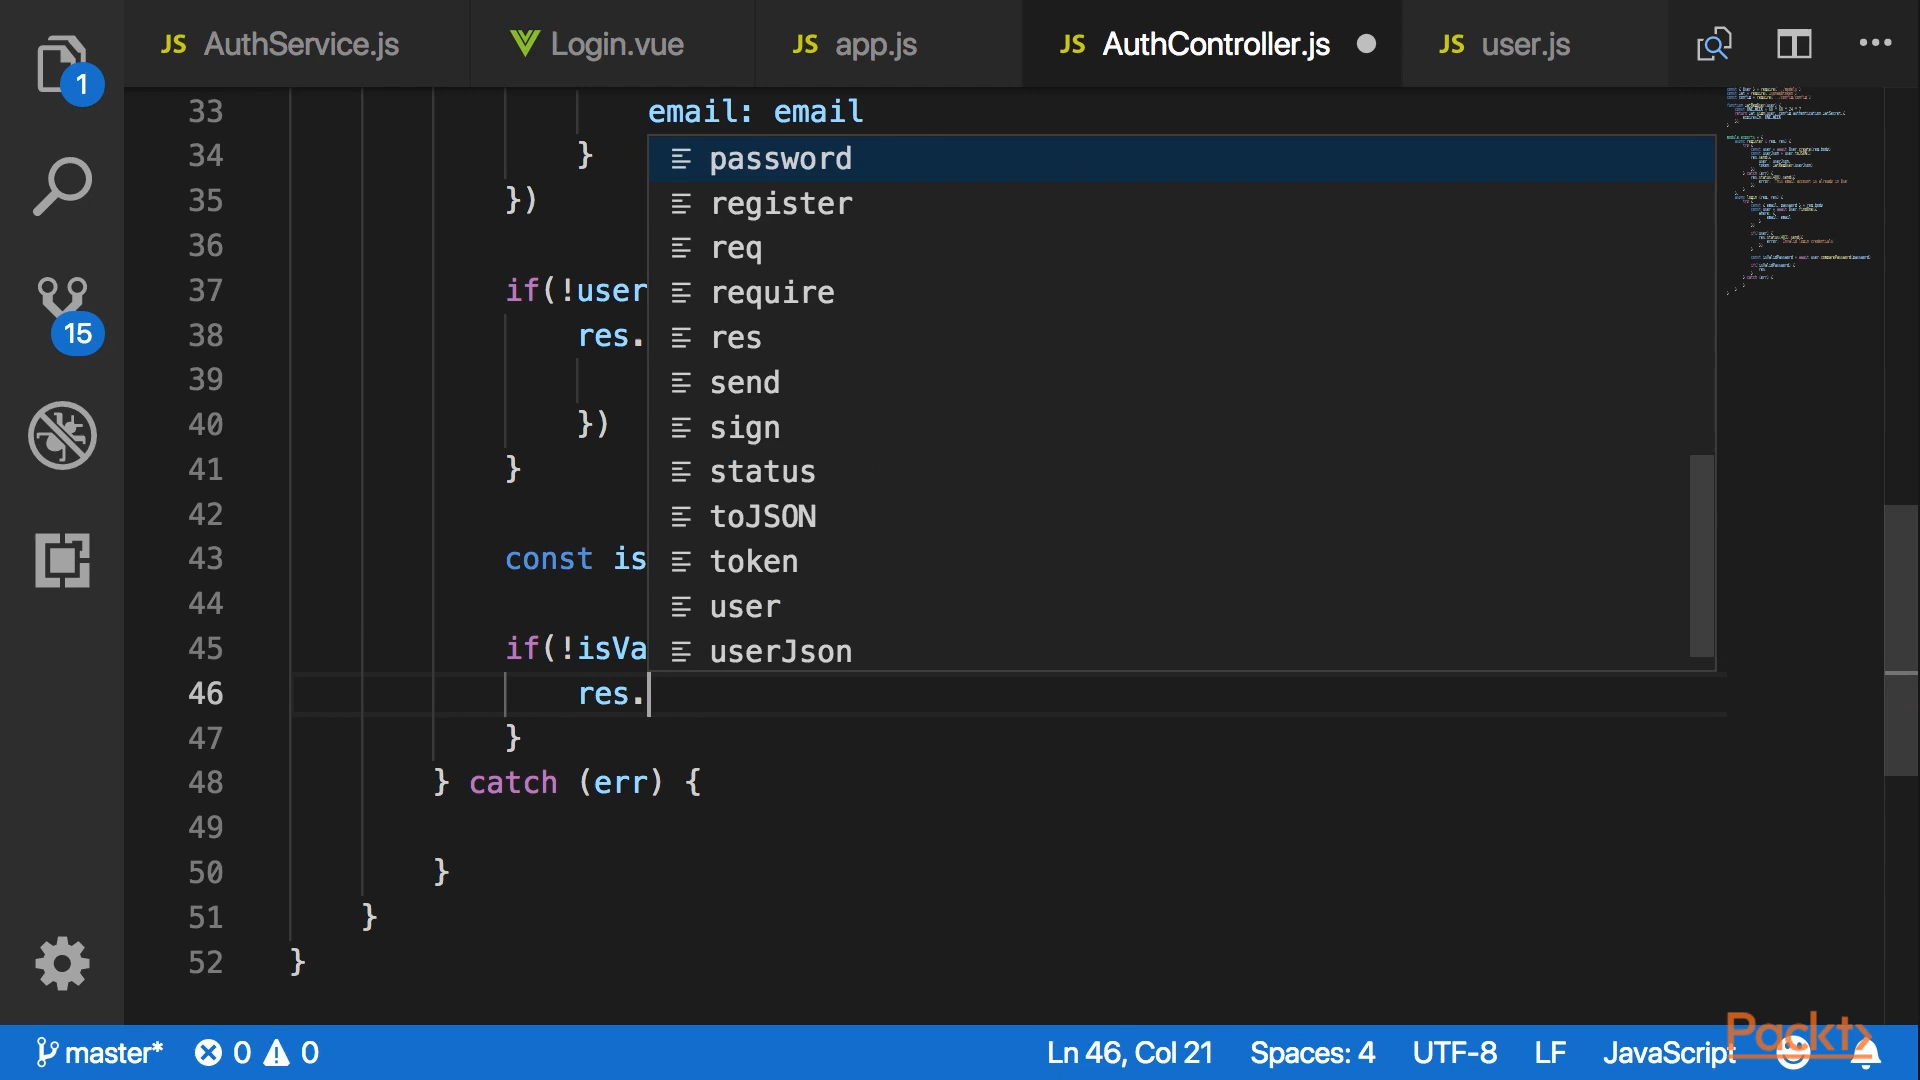 1
15
JS AuthService.js
Login.vue
JS app.js
JS AuthController.js
JS user.js
33 email: email
34 }
35 })
36
37 if(!user
38 res.
39
40 })
41 }
42
43 const is
44
45 if(!isVa
46 res.
47 }
48 } catch (err) {
49
50 }
51 }
52 }
password
register
req
require
res
send
sign
status
toJSON
token
user
userJson
master* 0 0 Ln 46, Col 21 Spaces: 4 UTF-8 LF JavaScript
Packt